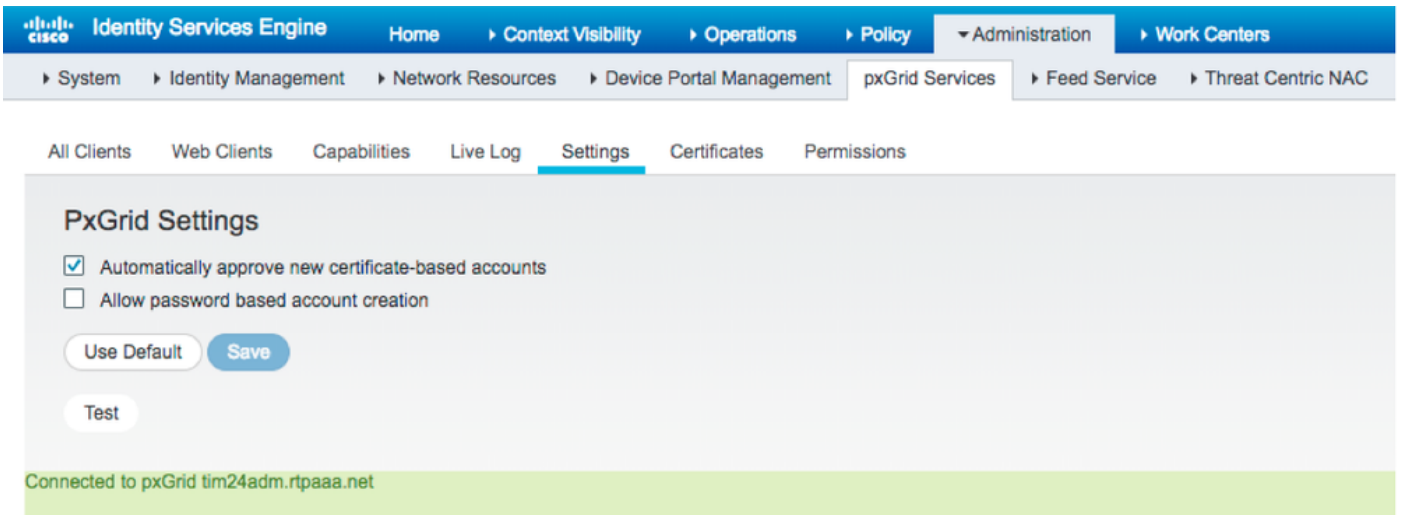 cisco Identity Services Engine Home Context Visibility Operations Policy Administration Work Centers
System Identity Management Network Resources Device Portal Management pxGrid Services Feed Service Threat Centric NAC
All Clients Web Clients Capabilities Live Log Settings Certificates Permissions
PxGrid Settings
Automatically approve new certificate-based accounts
Allow password based account creation
Use Default Save
Test
Connected to pxGrid tim24adm.rtpaaa.net